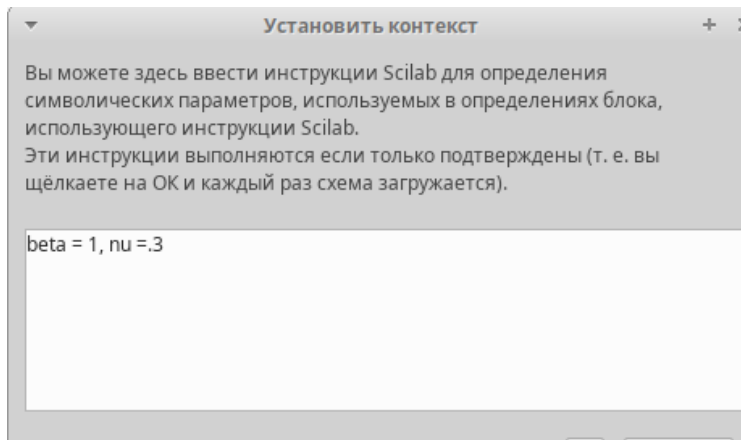 Установить контекст
Вы можете здесь ввести инструкции Scilab для определения
символических параметров, используемых в определениях блока,
использующего инструкции Scilab.
Эти инструкции выполняются если только подтверждены (т. е. вы
щёлкаете на ОК и каждый раз схема загружается).
beta = 1, nu =.3